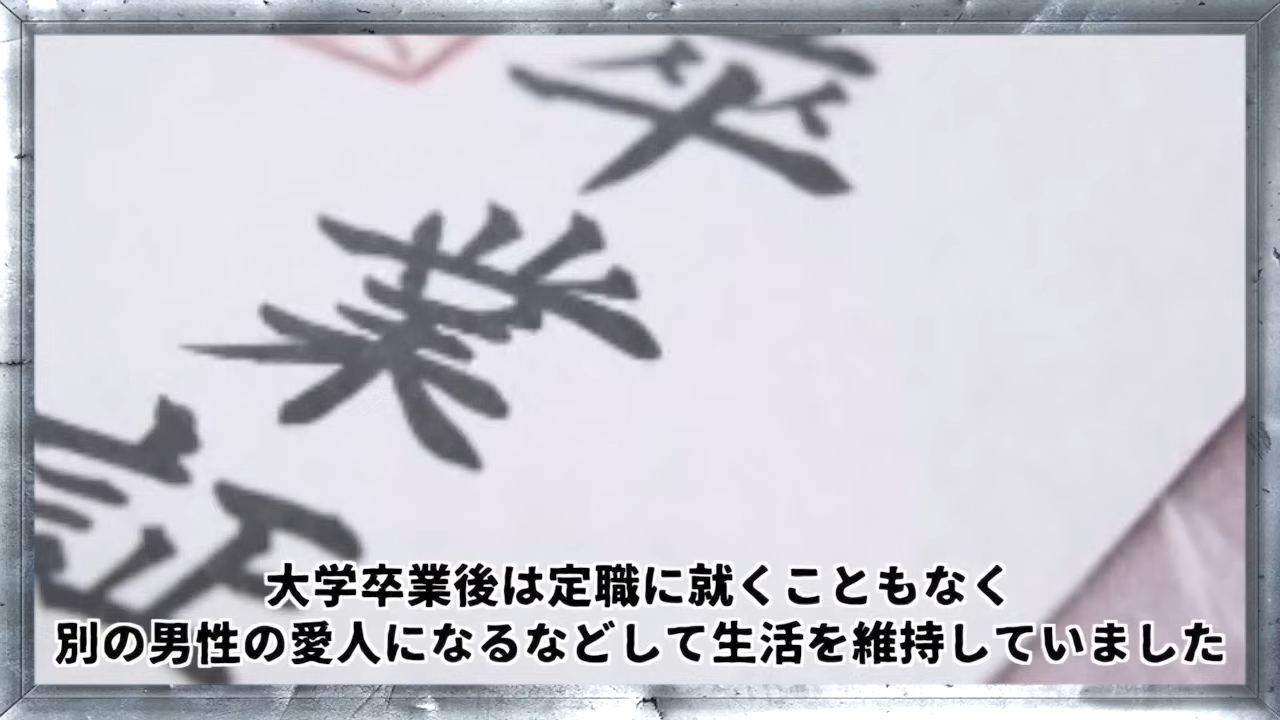 卒業証
大学卒業後は定職に就くこともなく
別の男性の愛人になるなどして生活を維持していました